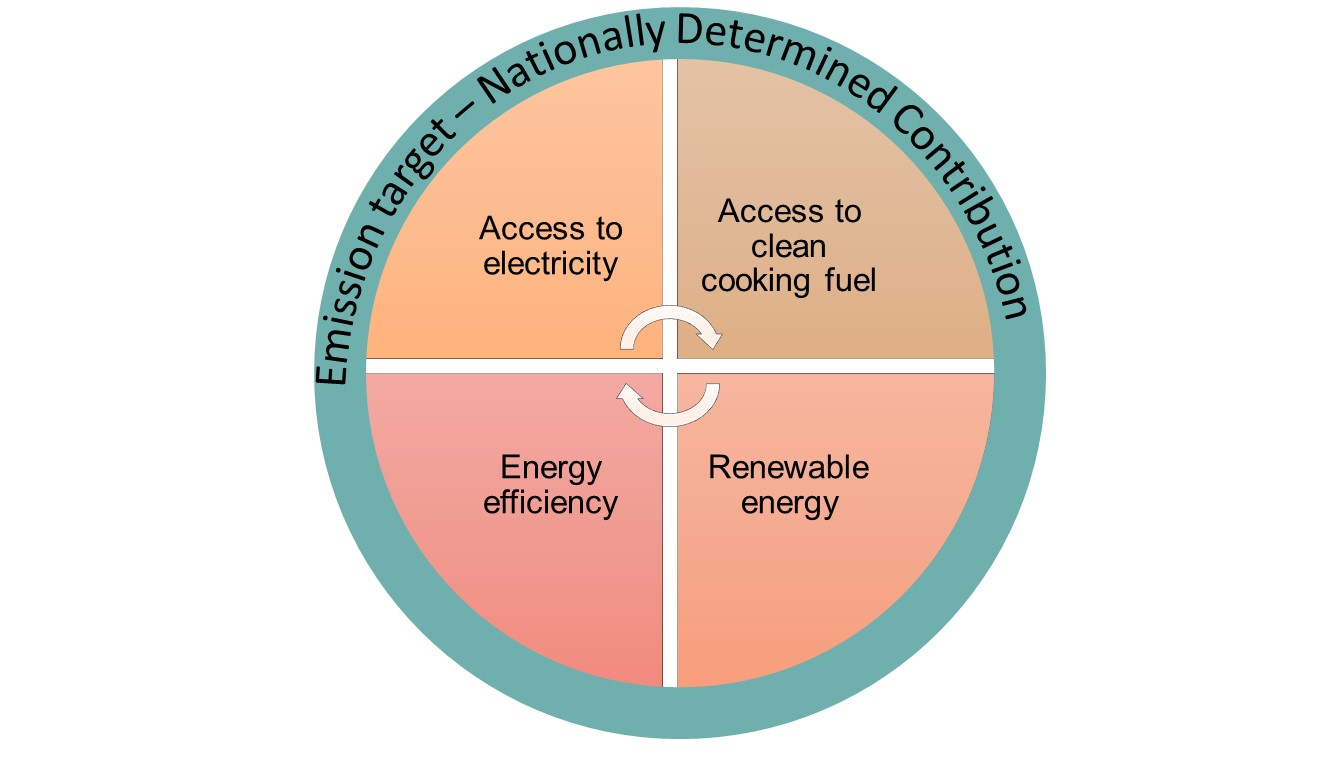 Emission target – Nationally Determined Contribution
Access to
electricity
Access to
clean
cooking fuel
Energy
efficiency
Renewable
energy